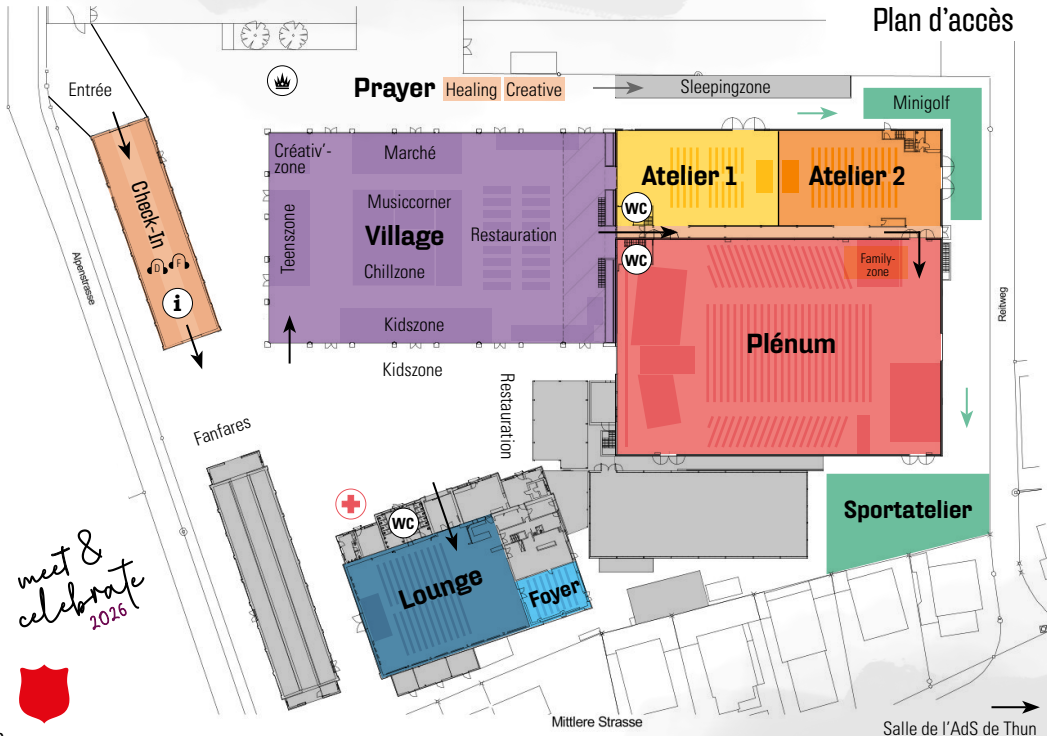 Plan d’accès
Entrée
Prayer Healing Creative
Sleepingzone
Minigolf
Créativ’-
zone
Marché
Atelier 1
Atelier 2
Check-In
D F
i
Alpenstrasse
Teenszone
Musiccorner
Village
Restauration
Chillzone
Kidszone
WC
WC
Family-
zone
Plénum
Reitweg
Kidszone
Restauration
Fanfares
WC
Lounge
Foyer
Sportatelier
meet &
celebrate
2026
Mittlere Strasse
Salle de l’AdS de Thun